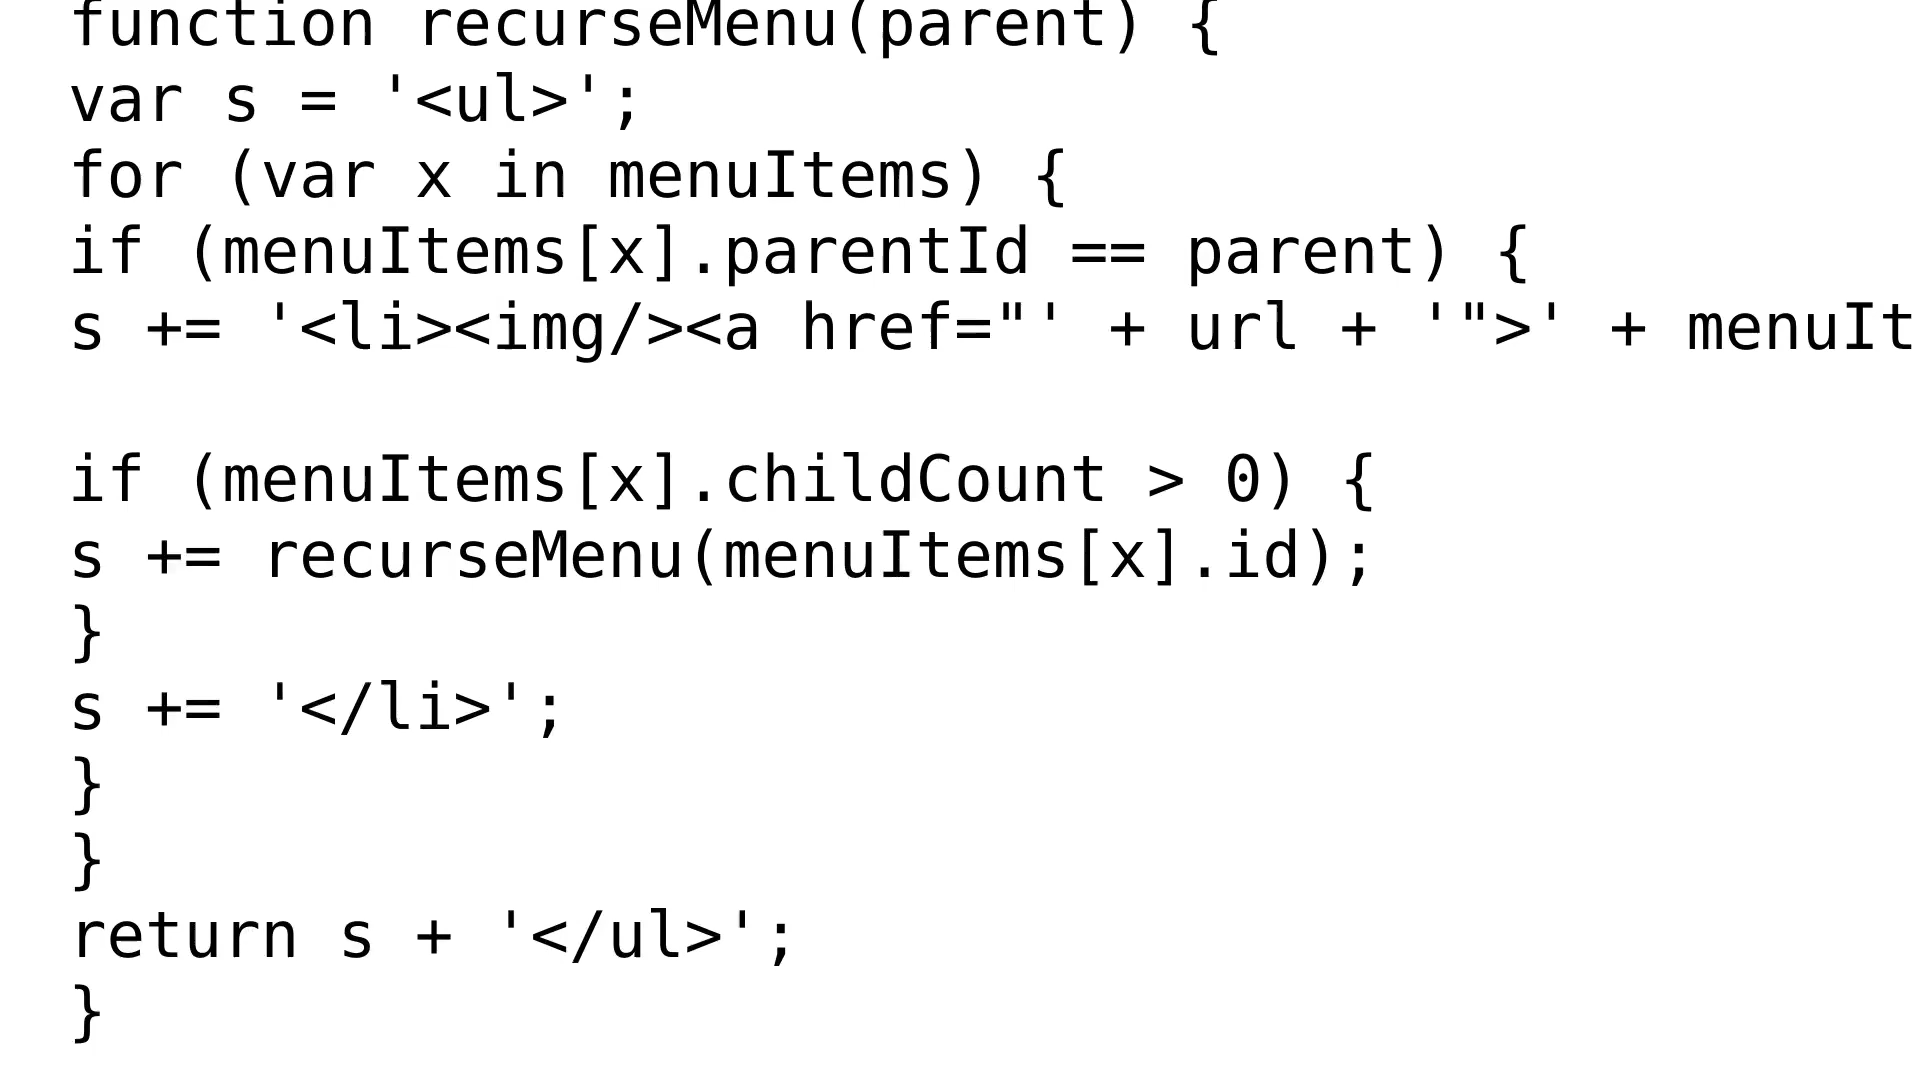 function recurseMenu(parent) {
var s = '<ul>';
for (var x in menuItems) {
if (menuItems[x].parentId == parent) {
s += '<li><img/><a href="' + url + '">' + menuIt
if (menuItems[x].childCount > 0) {
s += recurseMenu(menuItems[x].id);
}
s += '</li>';
}
}
return s + '</ul>';
}